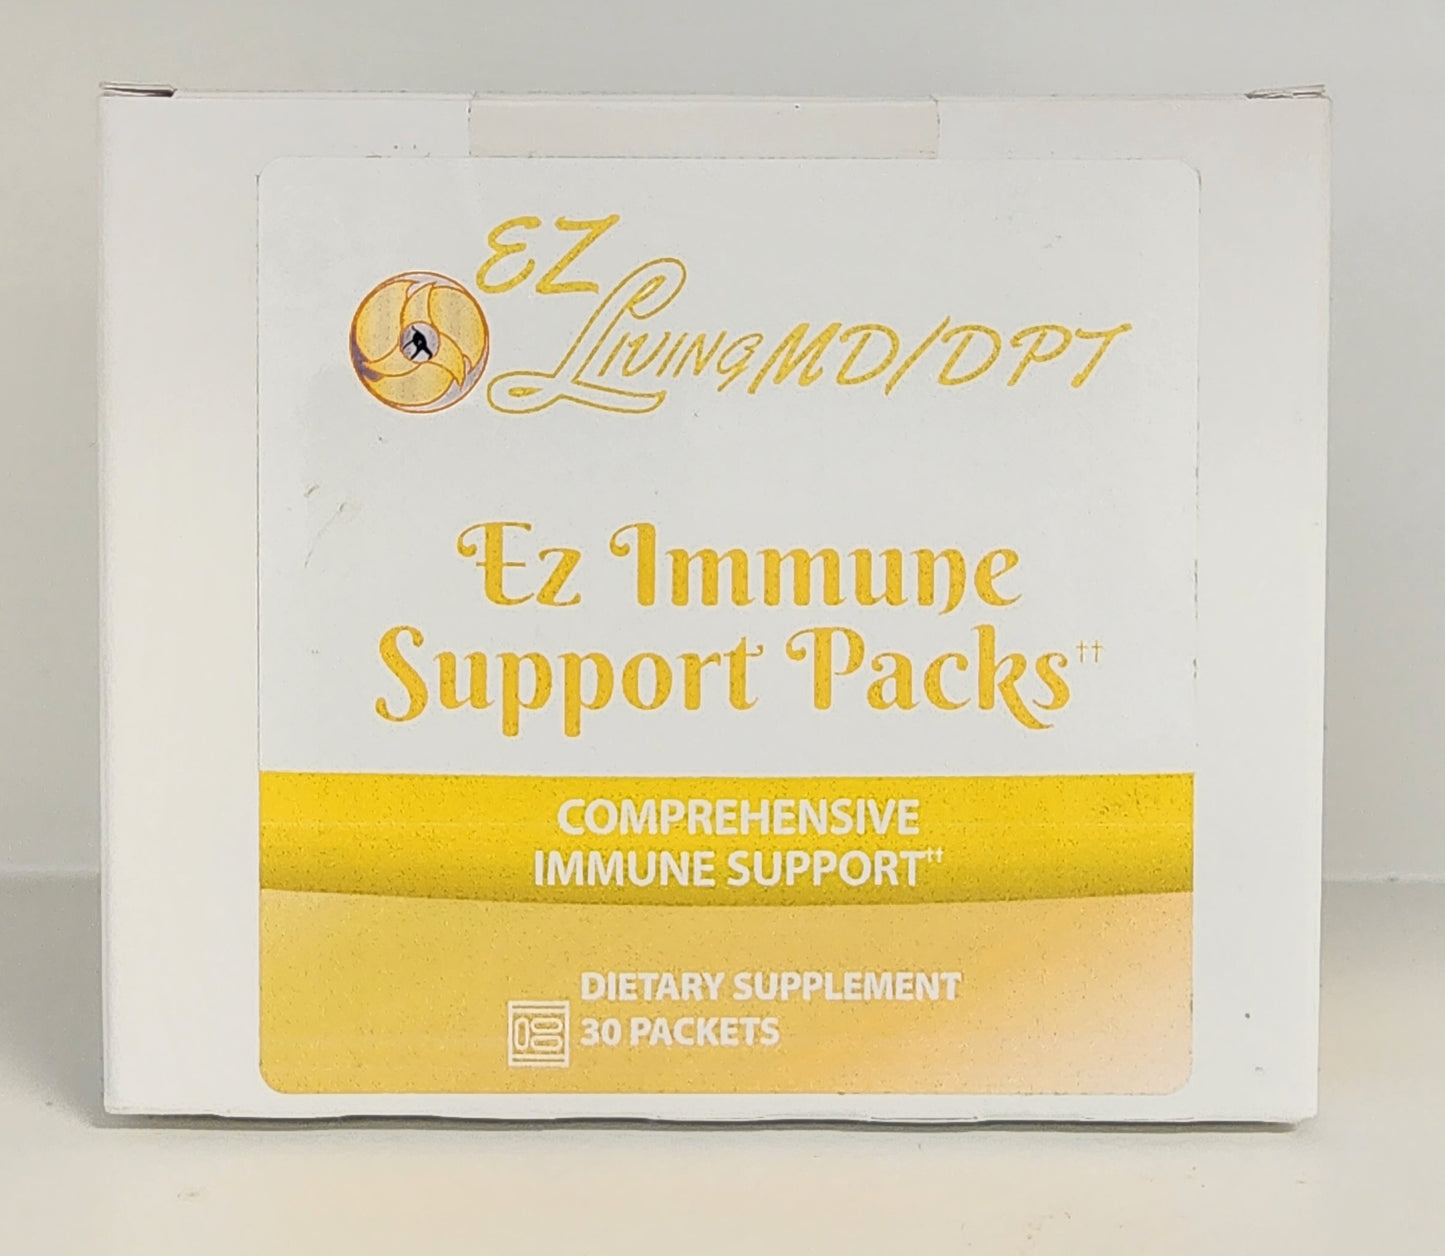 EZ
Living MD/DPT
Ez Immune
Support Packs††
COMPREHENSIVE
IMMUNE SUPPORT††
DIETARY SUPPLEMENT
30 PACKETS